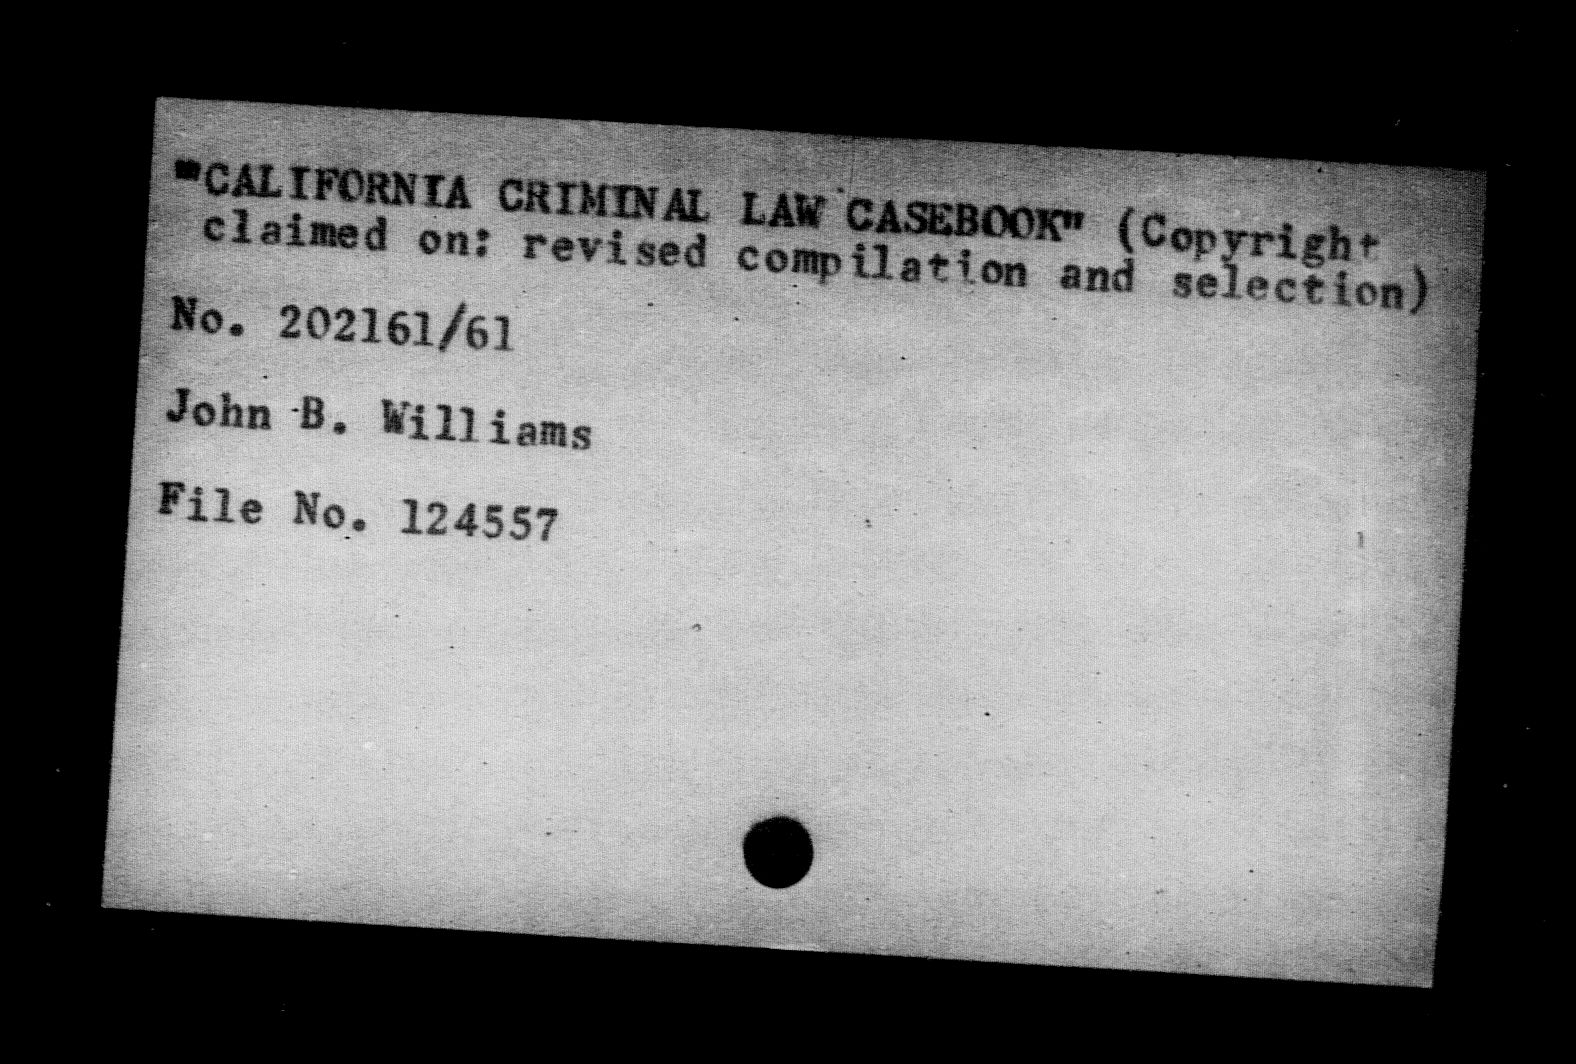 "CALIFORNIA CRIMINAL LAW CASEBOOK" (Copyright
claimed on: revised compilation and selection)
No. 202161/61
John B. Williams
File No. 124557